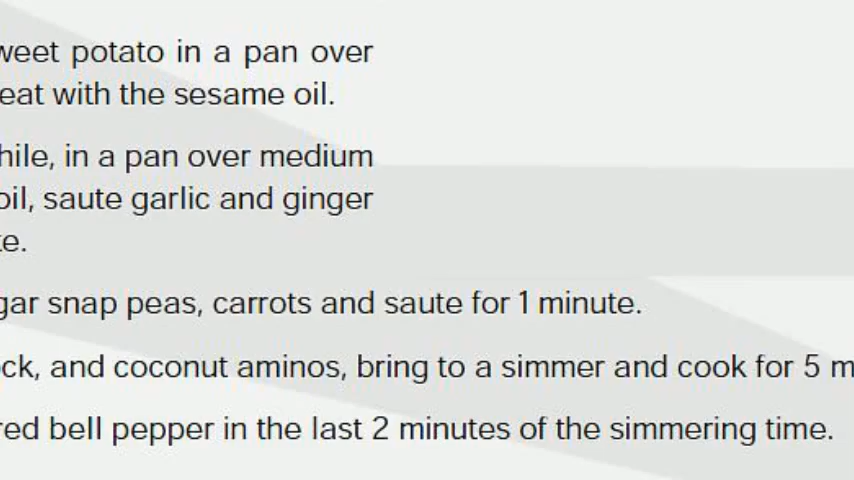 weet potato in a pan over
eat with the sesame oil.
hile, in a pan over medium
oil, saute garlic and ginger
e.
gar snap peas, carrots and saute for 1 minute.
ck, and coconut aminos, bring to a simmer and cook for 5 m
red bell pepper in the last 2 minutes of the simmering time.